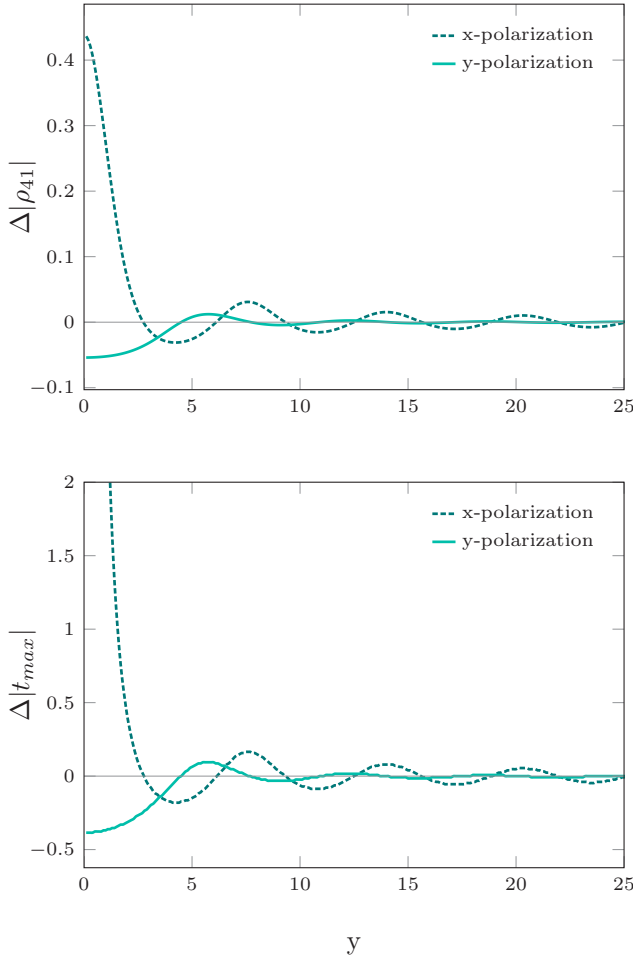 Δ|ρ₄₁|
0.4
0.3
0.2
0.1
0
−0.1
x-polarization
y-polarization
0 5 10 15 20 25
Δ|tₘₐₓ|
2
1.5
1
0.5
0
−0.5
x-polarization
y-polarization
0 5 10 15 20 25
y